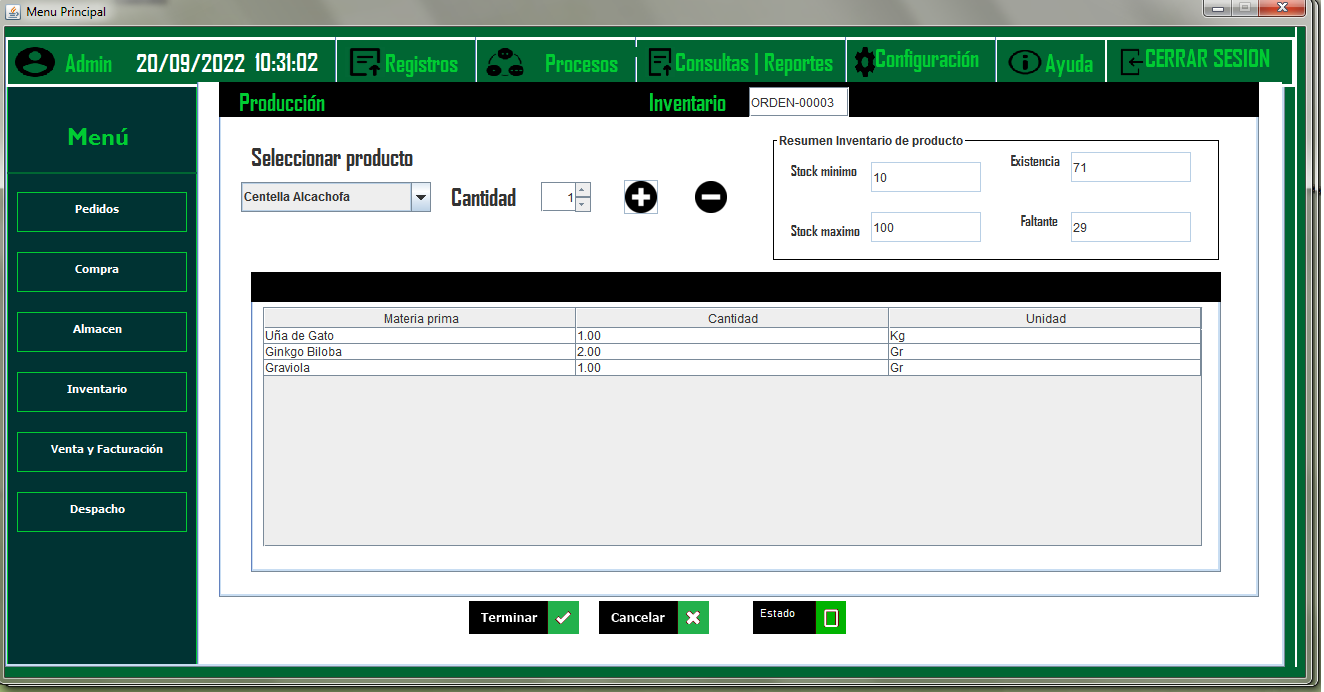 Menu Principal
Admin 20/09/2022 10:31:02 Registros Procesos Consultas | Reportes Configuración Ayuda CERRAR SESION
Menú
Pedidos
Compra
Almacen
Inventario
Venta y Facturación
Despacho
Producción Inventario ORDEN-00003
Seleccionar producto
Centella Alcachofa Cantidad 1
Resumen Inventario de producto
Stock minimo 10 Existencia 71
Stock maximo 100 Faltante 29
Materia prima Cantidad Unidad
Uña de Gato 1.00 Kg
Ginkgo Biloba 2.00 Gr
Graviola 1.00 Gr
Terminar Cancelar Estado